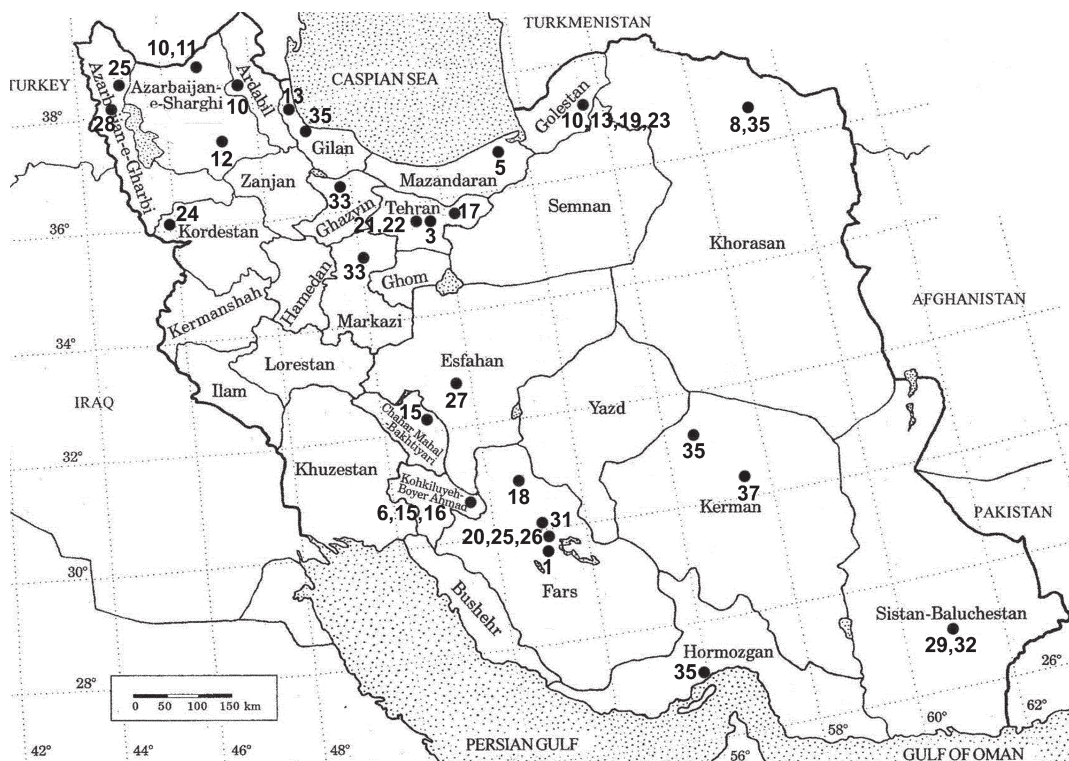 TURKMENISTAN
10,11
TURKEY
25
Azarbaijan
-e-Sharghi
Ardabil
CASPIAN SEA
13
10
35
Golestan
10,13,19,23
8,35
38°
28
Azarbaijan-e-Gharbi
12
Gilan
5
Zanjan
Mazandaran
33
24
Ghazvin
Tehran
17
Semnan
36°
Kordestan
21,22
3
Khorasan
33
Ghom
Hamedan
Kermanshah
Markazi
AFGHANISTAN
34°
Lorestan
Esfahan
Ilam
IRAQ
27
15
Chahar Mahal
-Bakhtiyari
Yazd
35
32°
Khuzestan
Kohkiluyeh-
Boyer Ahmad
18
37
Kerman
6,15,16
31
20,25,26
PAKISTAN
1
30°
Fars
Bushehr
Sistan-Baluchestan
29,32
Hormozgan
35
26°
28°
0 50 100 150 km
62°
60°
58°
42°
44°
46°
48°
PERSIAN GULF
56°
GULF OF OMAN